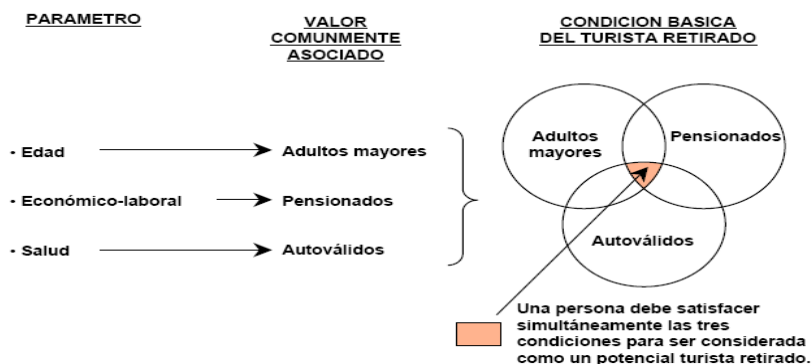 PARAMETRO
VALOR
COMUNMENTE
ASOCIADO
CONDICION BASICA
DEL TURISTA RETIRADO
· Edad
Adultos mayores
· Económico-laboral
Pensionados
· Salud
Autoválidos
Adultos
mayores
Pensionados
Autoválidos
Una persona debe satisfacer
simultáneamente las tres
condiciones para ser considerada
como un potencial turista retirado.